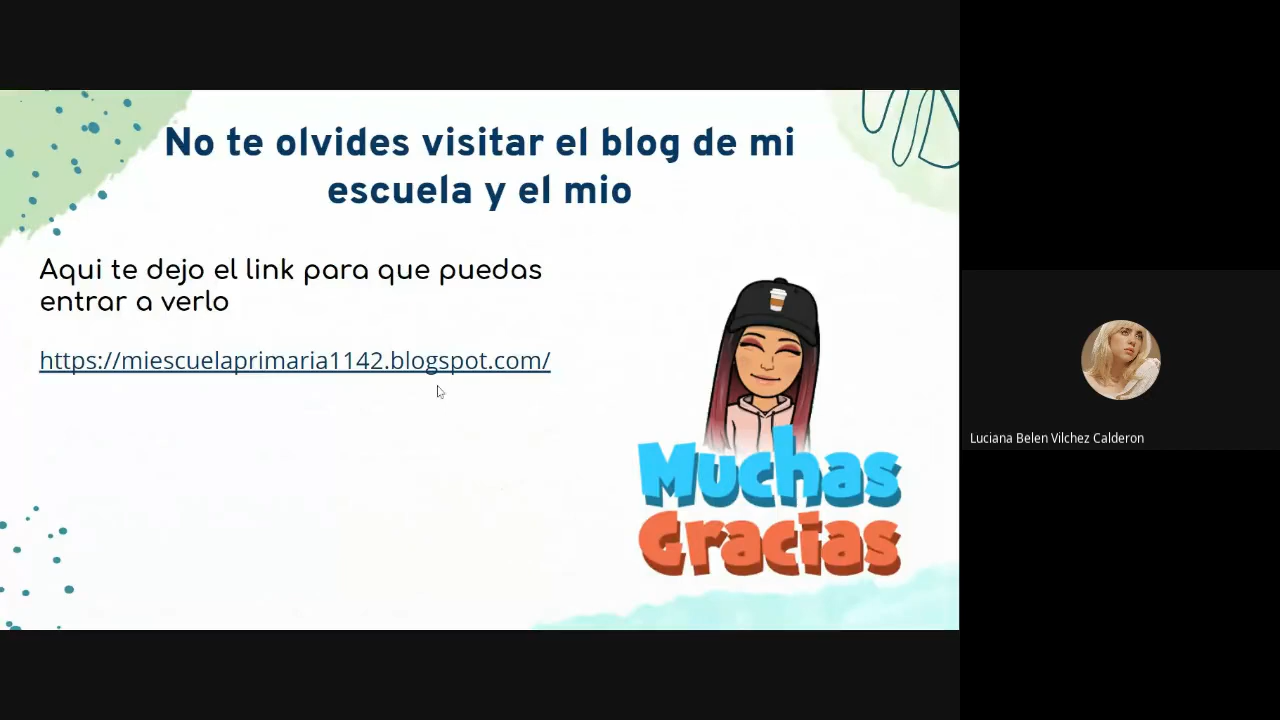 No te olvides visitar el blog de mi
escuela y el mio
Aqui te dejo el link para que puedas
entrar a verlo
https://miescuelaprimaria1142.blogspot.com/
Muchas
Gracias
Luciana Belen Vilchez Calderon